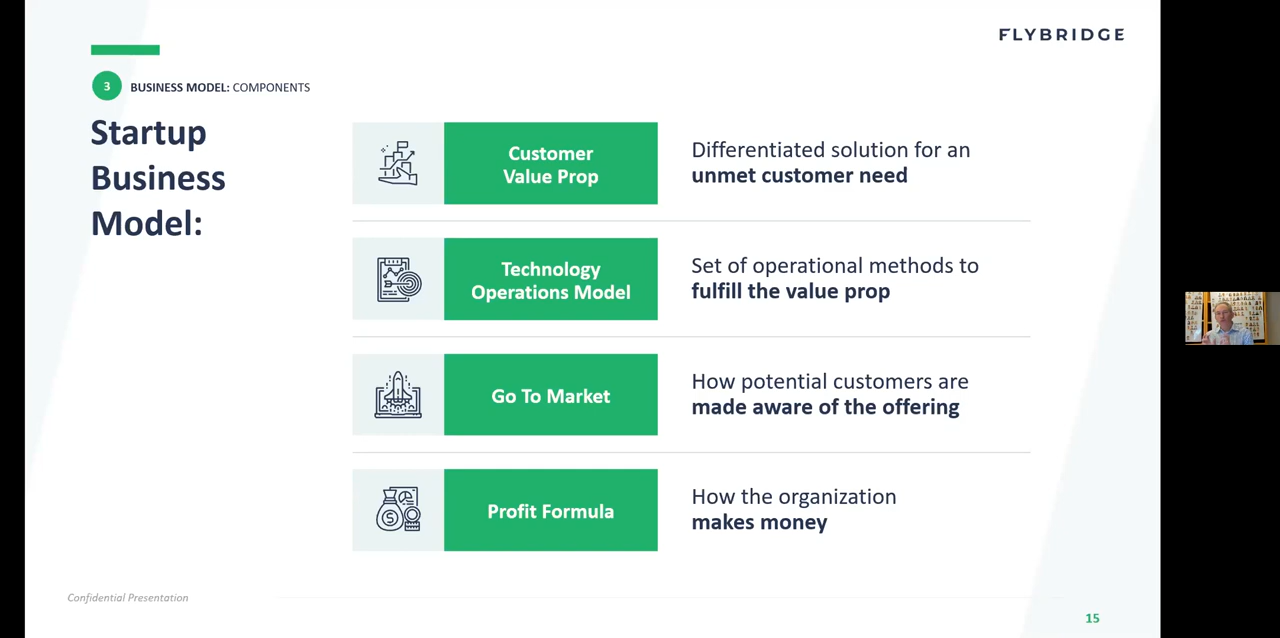 FLYBRIDGE
3
BUSINESS MODEL: COMPONENTS
Startup
Business
Model:
Customer
Value Prop
Differentiated solution for an
unmet customer need
Technology
Operations Model
Set of operational methods to
fulfill the value prop
Go To Market
How potential customers are
made aware of the offering
Profit Formula
How the organization
makes money
Confidential Presentation
15